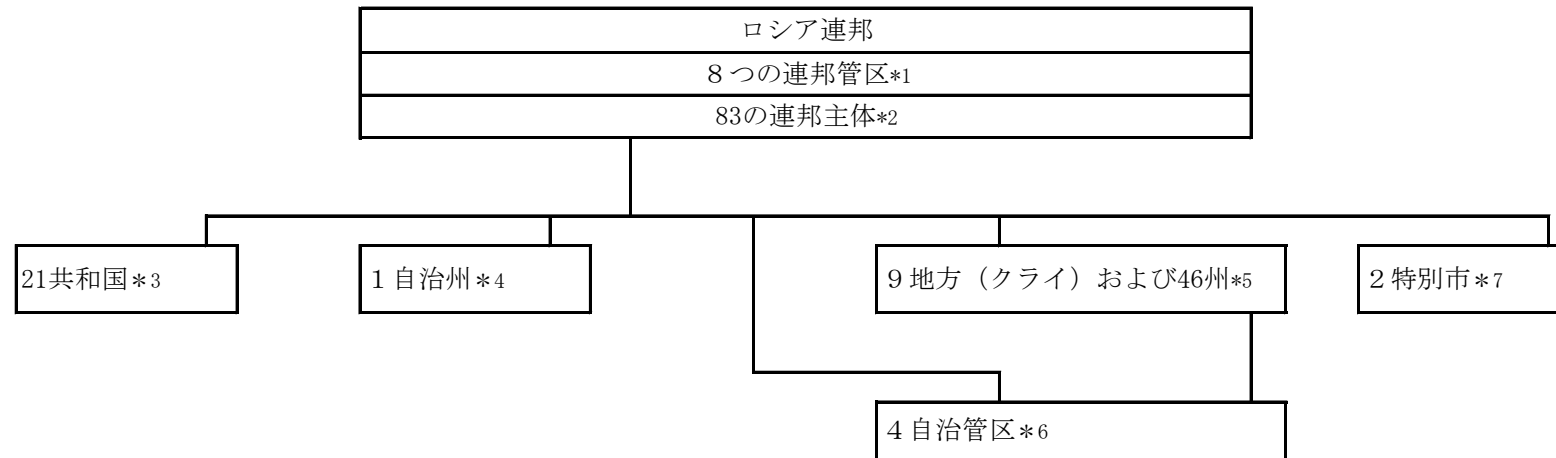 ロシア連邦
８つの連邦管区*1
83の連邦主体*2
21共和国＊3
１自治州＊4
９地方（クライ）および46州*5
２特別市＊7
４自治管区＊6